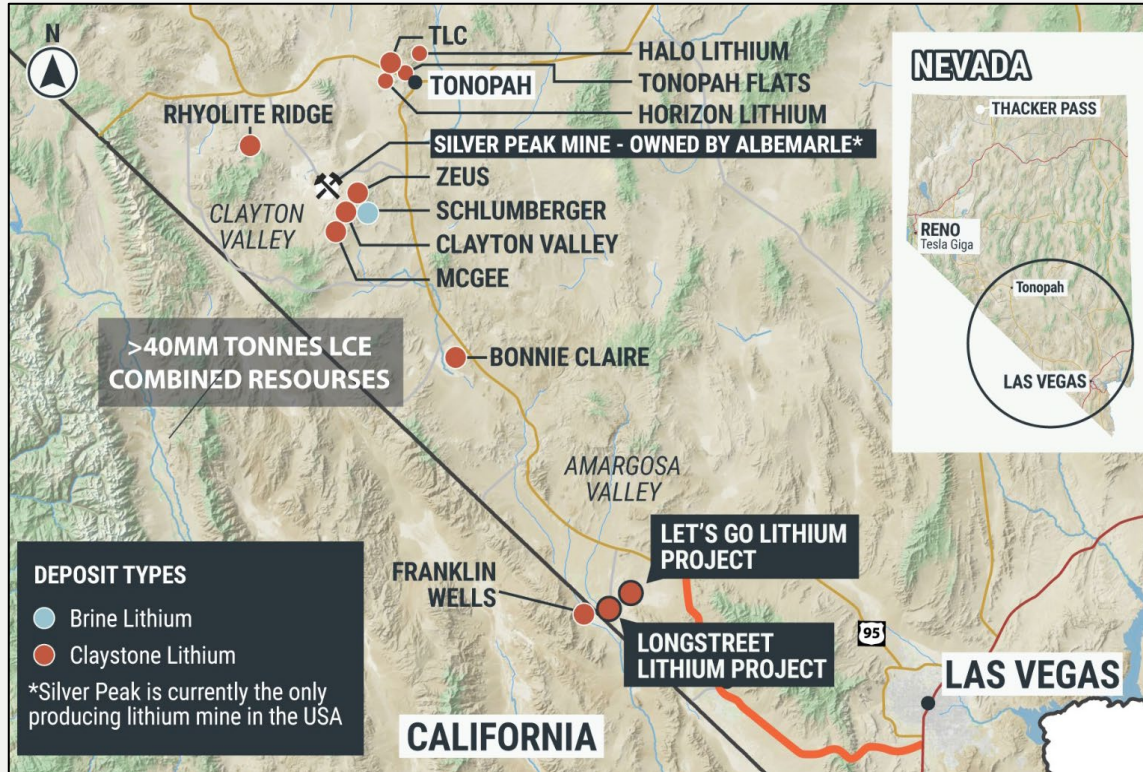 N
TLC
HALO LITHIUM
TONOPAH
TONOPAH FLATS
HORIZON LITHIUM
RHYOLITE RIDGE
SILVER PEAK MINE - OWNED BY ALBEMARLE*
ZEUS
SCHLUMBERGER
CLAYTON
VALLEY
CLAYTON VALLEY
MCGEE
>40MM TONNES LCE
COMBINED RESOURSES
BONNIE CLAIRE
AMARGOSA
VALLEY
LET'S GO LITHIUM
PROJECT
FRANKLIN
WELLS
LONGSTREET
LITHIUM PROJECT
95
LAS VEGAS
CALIFORNIA
DEPOSIT TYPES
Brine Lithium
Claystone Lithium
*Silver Peak is currently the only
producing lithium mine in the USA
NEVADA
THACKER PASS
RENO
Tesla Giga
Tonopah
LAS VEGAS